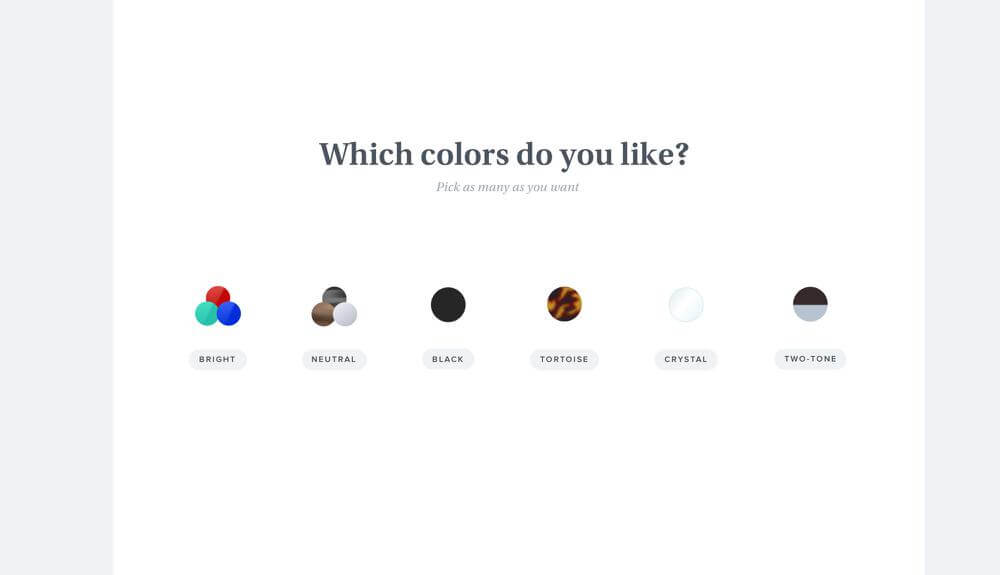 Which colors do you like?
Pick as many as you want
BRIGHT
NEUTRAL
BLACK
TORTOISE
CRYSTAL
TWO-TONE